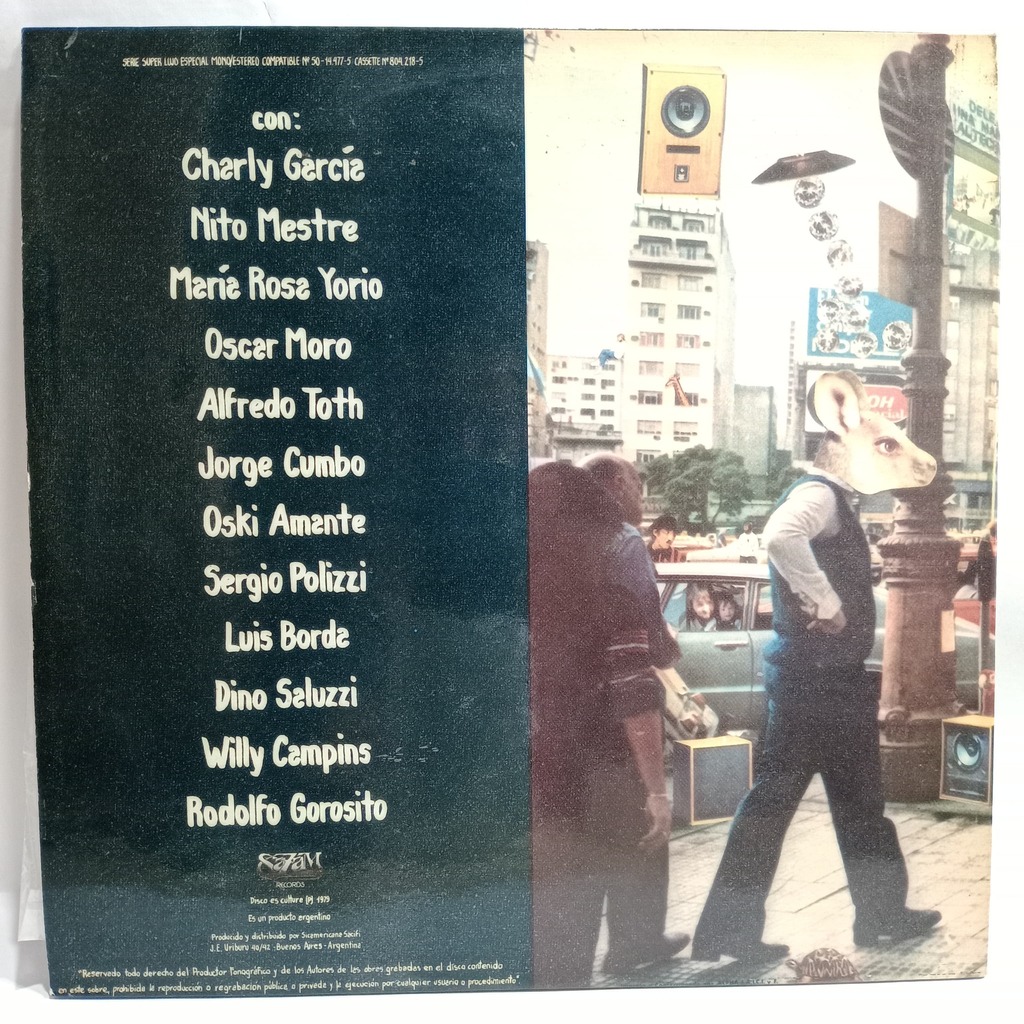 SERIE SUPER LUJO ESPECIAL MONO/ESTEREO COMPATIBLE Nº 50-14.477-5 CASSETTE Nº 804.218-5
con:
Charly García
Nito Mestre
María Rosa Yorio
Oscar Moro
Alfredo Toth
Jorge Cumbo
Oski Amante
Sergio Polizzi
Luis Borda
Dino Saluzzi
Willy Campins
Rodolfo Gorosito
SAZAM
RECORDS
Disco es cultura (p) 1979
Es un producto argentino
Producido y distribuido por Sicamericana Sacifi
J. E. Uriburu 40/42 - Buenos Aires - Argentina
"Reservado todo derecho del Productor Fonográfico y de los Autores de las obras grabadas en el disco contenido
en este sobre, prohibida la reproducción o regrabación pública o privada y la ejecución por cualquier usuario o procedimiento".
DELE
UNA MA